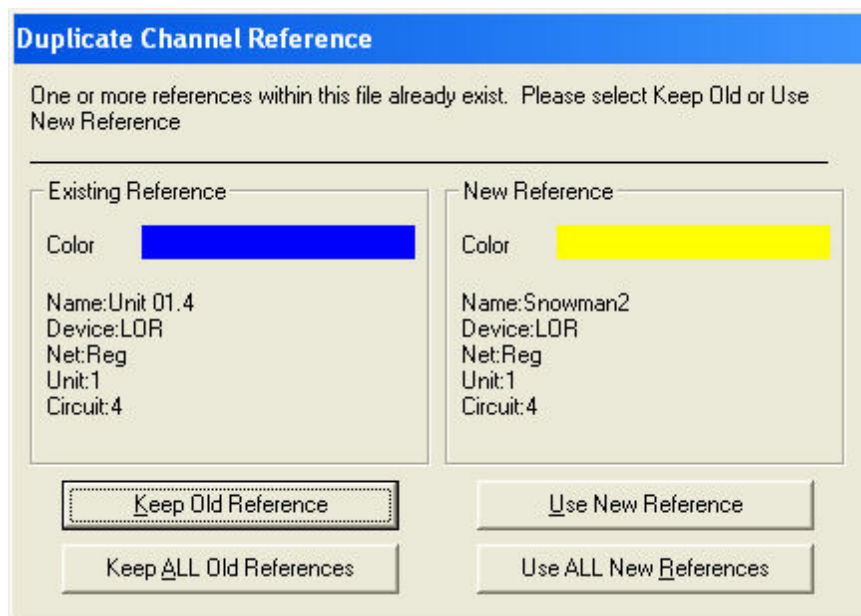 Duplicate Channel Reference
One or more references within this file already exist.  Please select Keep Old or Use
New Reference
Existing Reference
Color
Name:Unit 01.4
Device:LOR
Net:Reg
Unit:1
Circuit:4
New Reference
Color
Name:Snowman2
Device:LOR
Net:Reg
Unit:1
Circuit:4
Keep Old Reference
Use New Reference
Keep ALL Old References
Use ALL New References